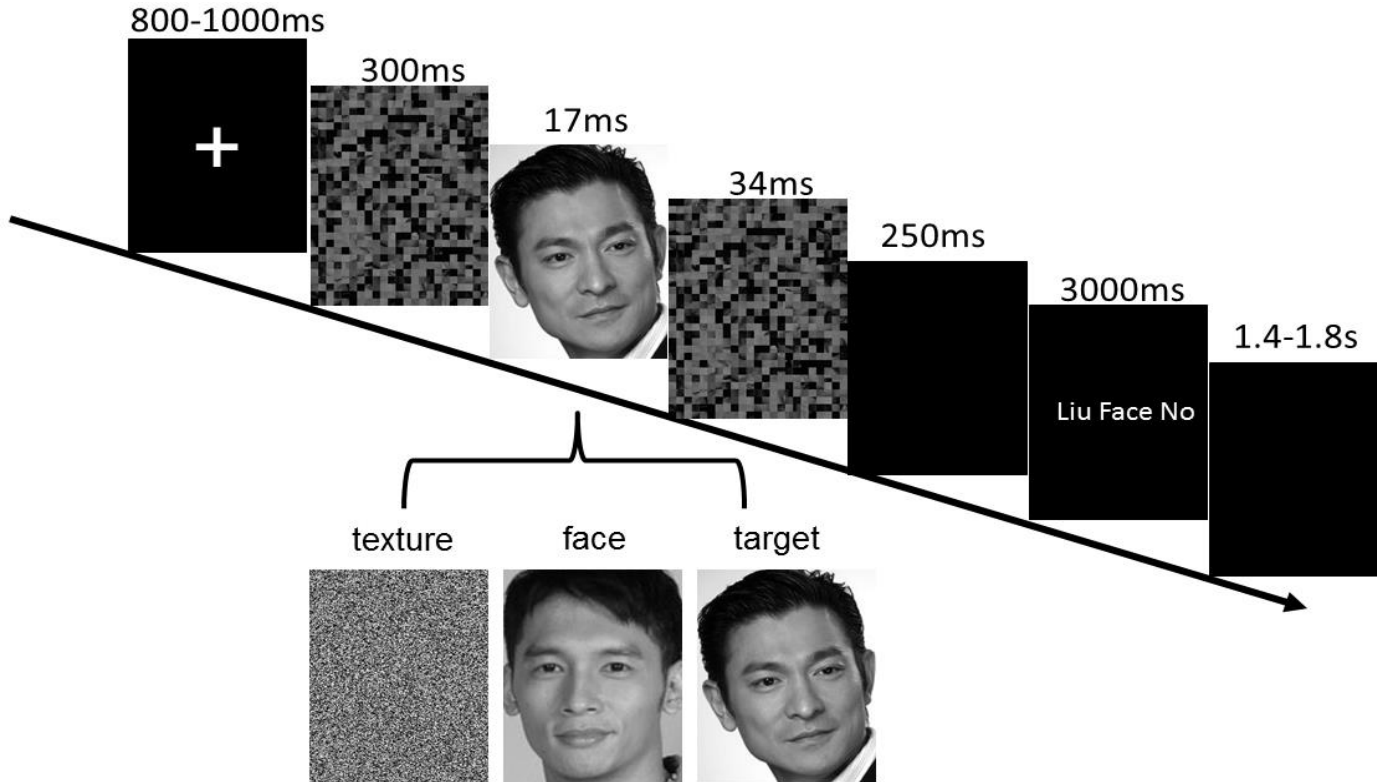 800-1000ms
300ms
17ms
34ms
250ms
3000ms
1.4-1.8s
Liu Face No
texture face target